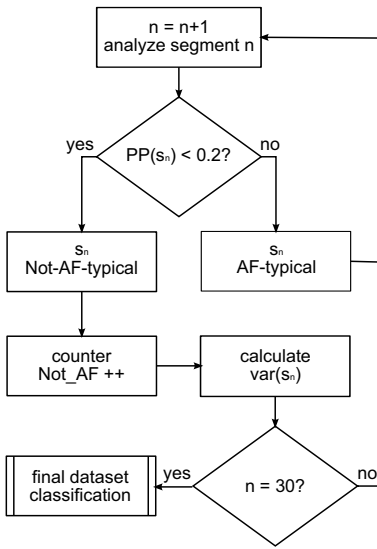 n = n+1
analyze segment n
yes
PP(sₙ) < 0.2?
no
sₙ
Not-AF-typical
sₙ
AF-typical
counter
Not_AF ++
calculate
var(sₙ)
final dataset
classification
yes
n = 30?
no